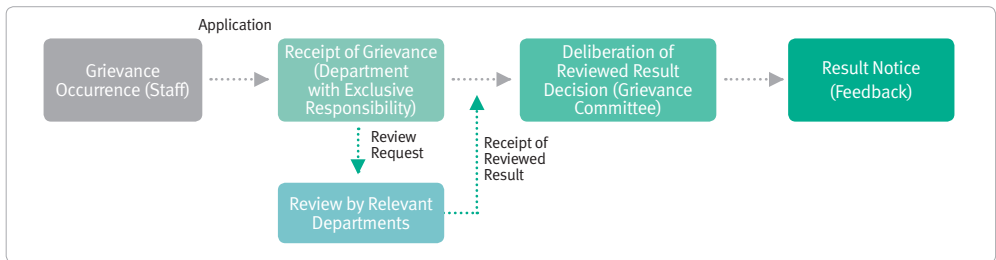 Application
Grievance
Occurrence (Staff)
Receipt of Grievance
(Department
with Exclusive
Responsibility)
Deliberation of
Reviewed Result
Decision (Grievance
Committee)
Result Notice
(Feedback)
Review
Request
Receipt of
Reviewed
Result
Review by Relevant
Departments